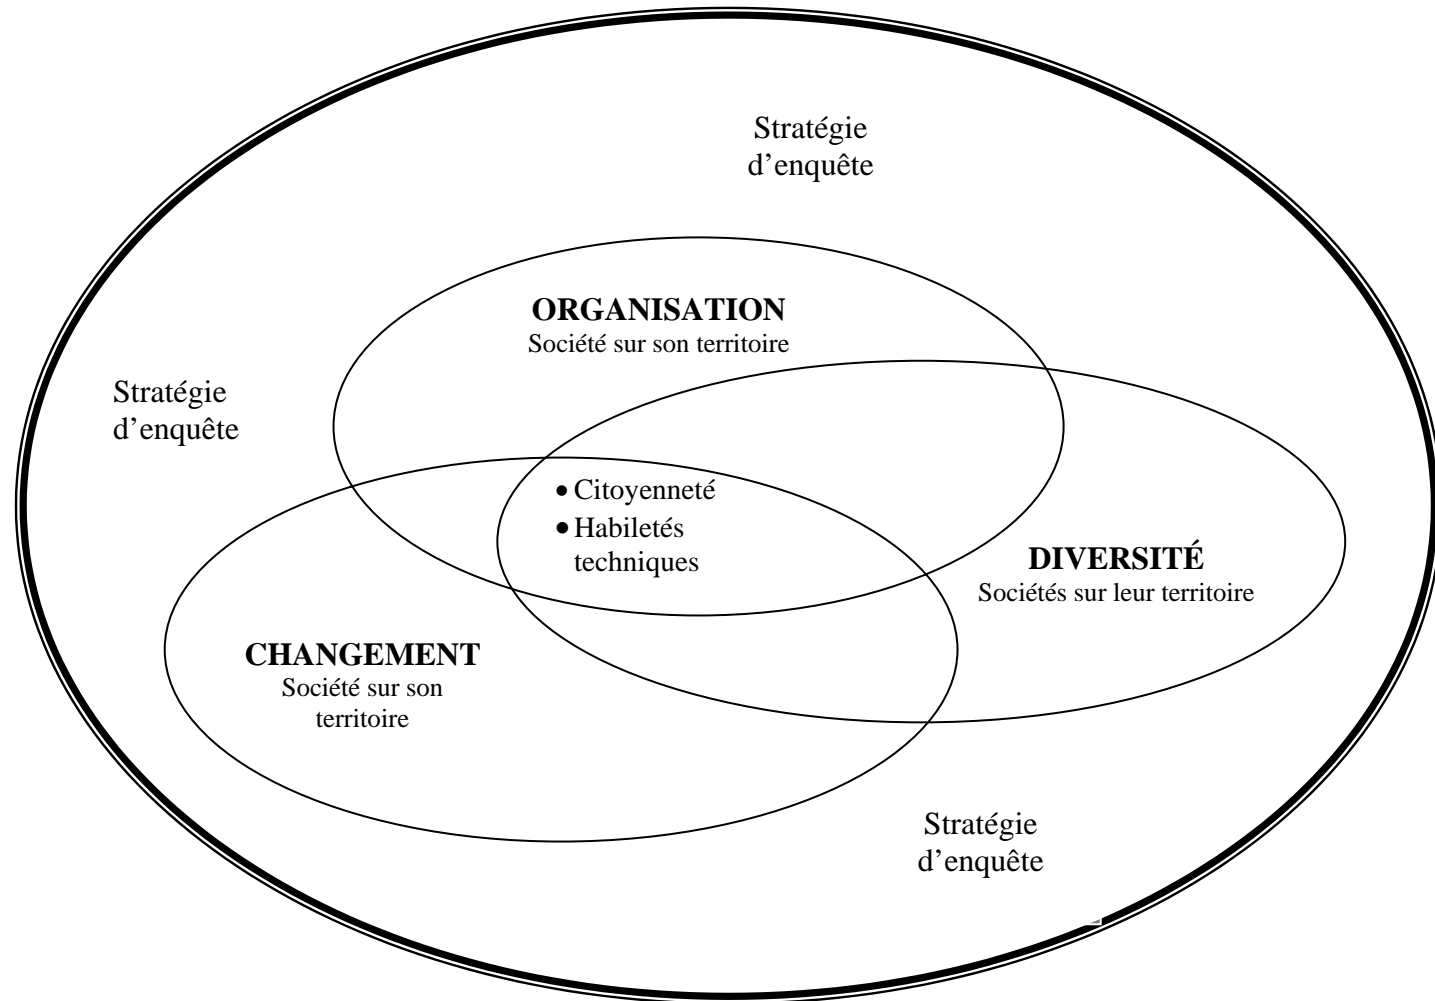 Stratégie
d’enquête
ORGANISATION
Société sur son territoire
Stratégie
d’enquête
• Citoyenneté
• Habiletés
techniques
DIVERSITÉ
Sociétés sur leur territoire
CHANGEMENT
Société sur son
territoire
Stratégie
d’enquête